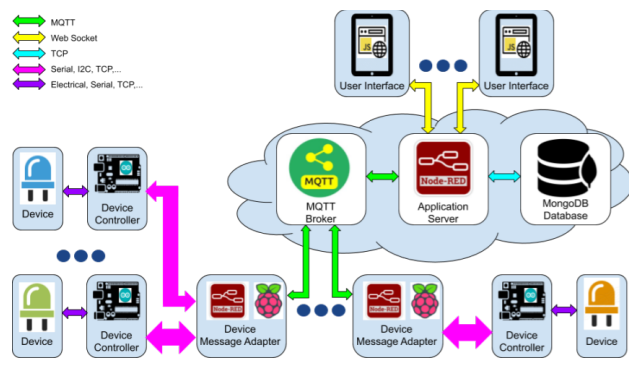 MQTT
Web Socket
TCP
Serial, I2C, TCP,...
Electrical, Serial, TCP,...
JS
User Interface
JS
User Interface
MQTT
MQTT
Broker
Node-RED
Application
Server
MongoDB
Database
Device
Device
Controller
Device
Device
Controller
Node-RED
Device
Message Adapter
Node-RED
Device
Message Adapter
Device
Controller
Device